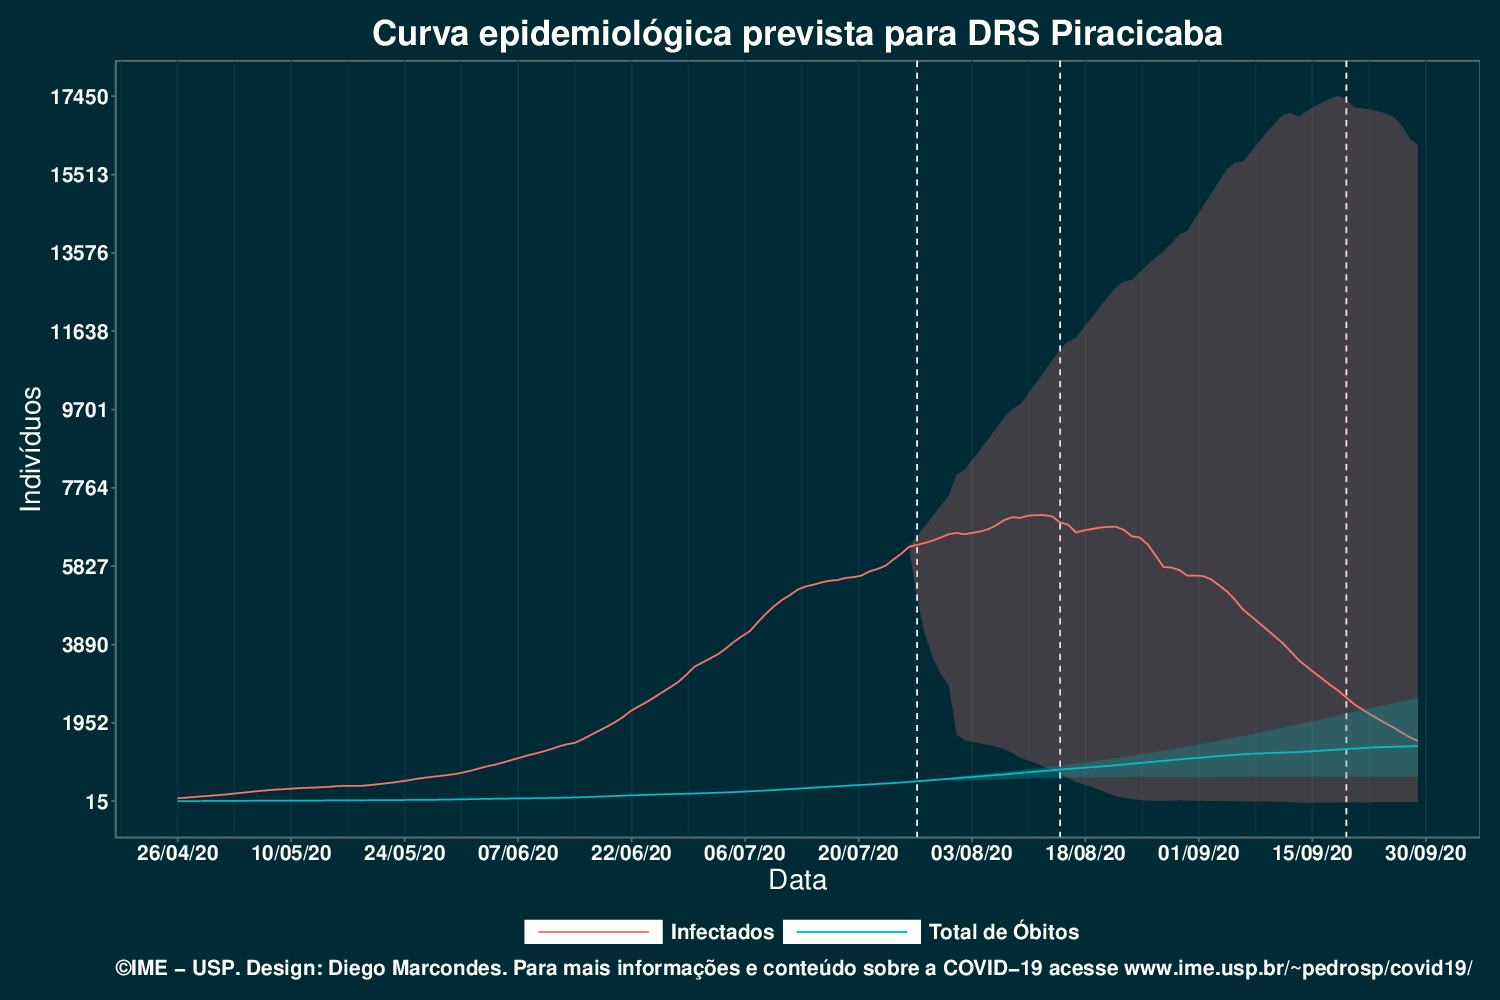 Curva epidemiológica prevista para DRS Piracicaba
17450
15513
13576
11638
9701
7764
5827
3890
1952
15
Indivíduos
26/04/20 10/05/20 24/05/20 07/06/20 22/06/20 06/07/20 20/07/20 03/08/20 18/08/20 01/09/20 15/09/20 30/09/20
Data
Infectados Total de Óbitos
©IME − USP. Design: Diego Marcondes. Para mais informações e conteúdo sobre a COVID−19 acesse www.ime.usp.br/~pedrosp/covid19/